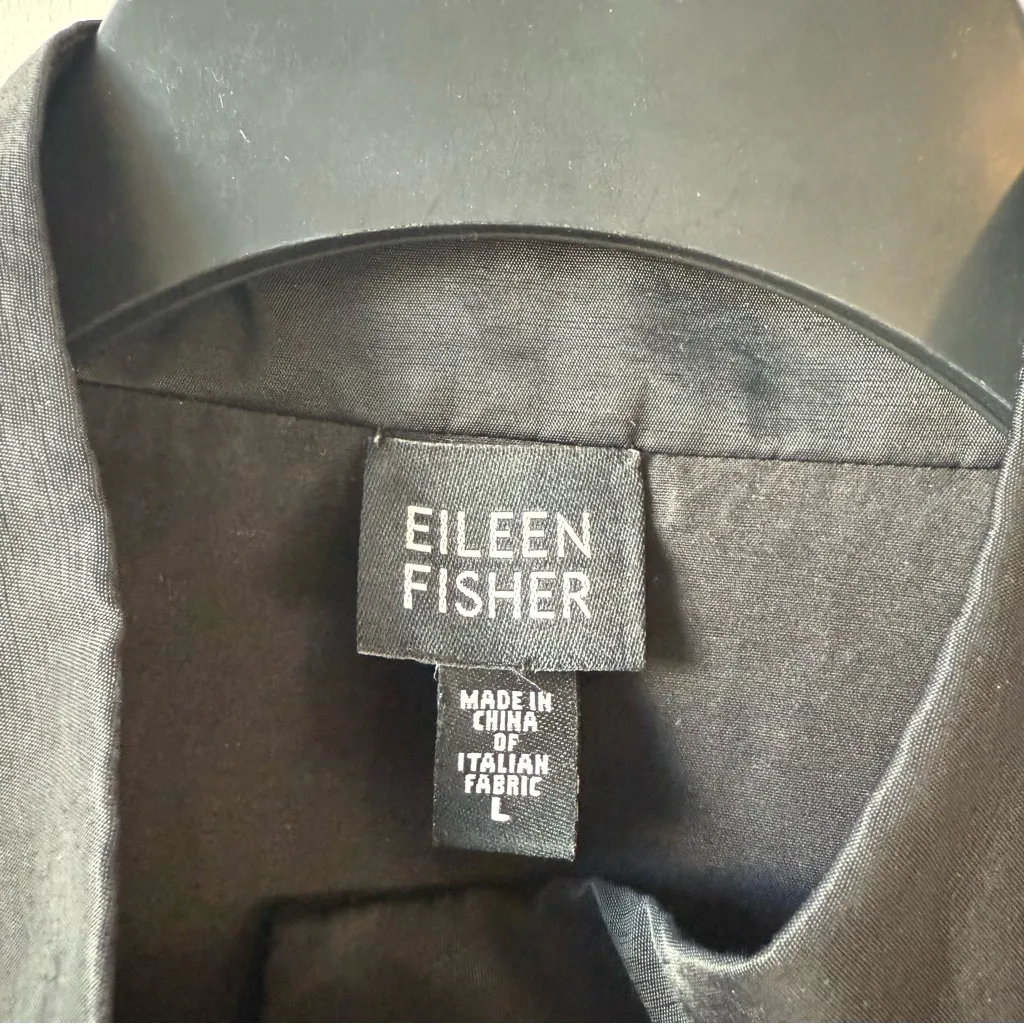 EILEEN
FISHER
MADE IN
CHINA
OF
ITALIAN
FABRIC
L